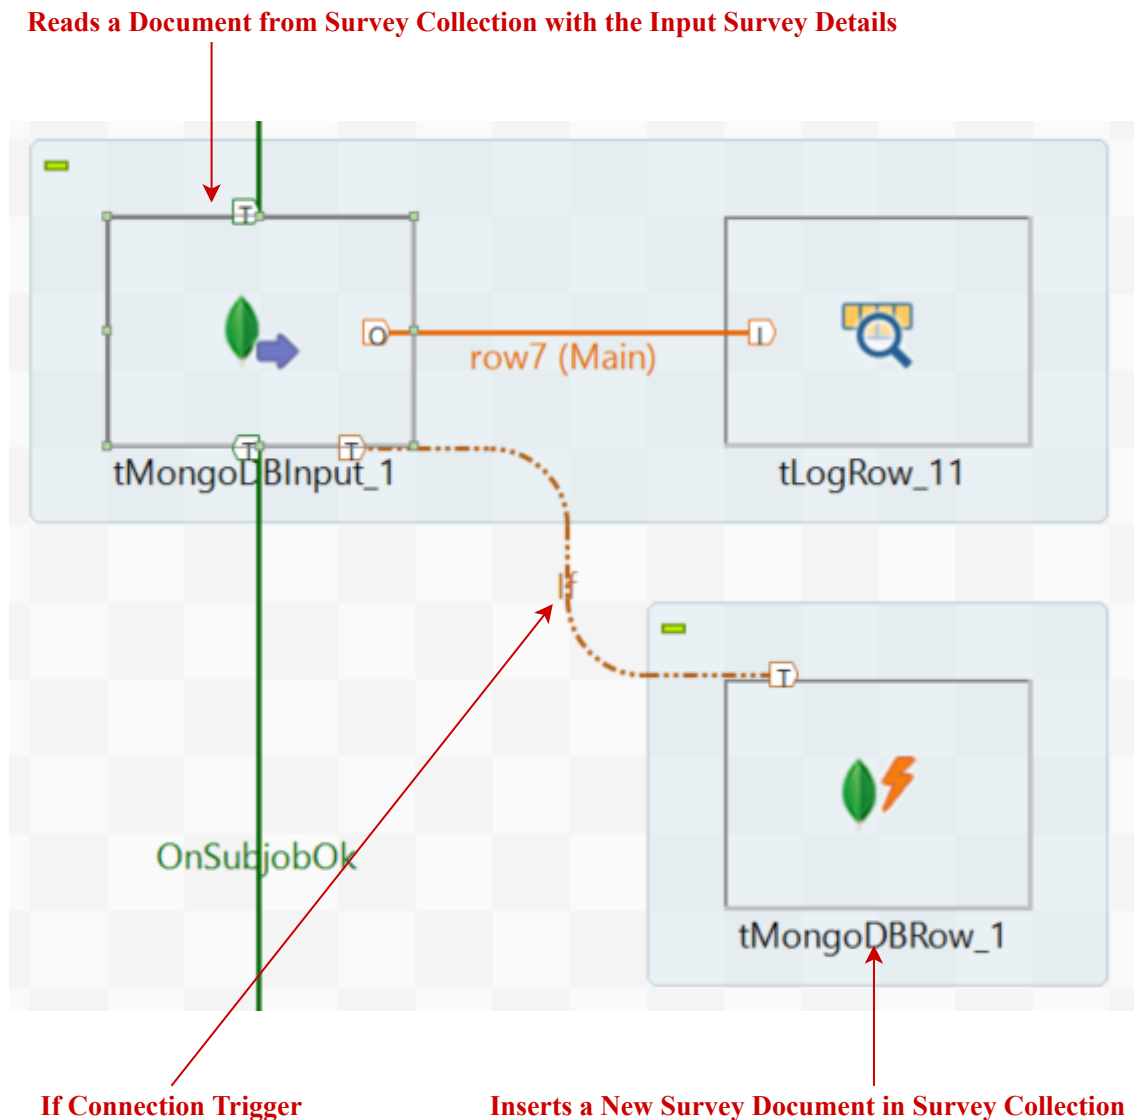 Reads a Document from Survey Collection with the Input Survey Details
T
O
row7 (Main)
I
T
T
tMongoDBInput_1
tLogRow_11
If
T
OnSubjobOk
tMongoDBRow_1
If Connection Trigger
Inserts a New Survey Document in Survey Collection